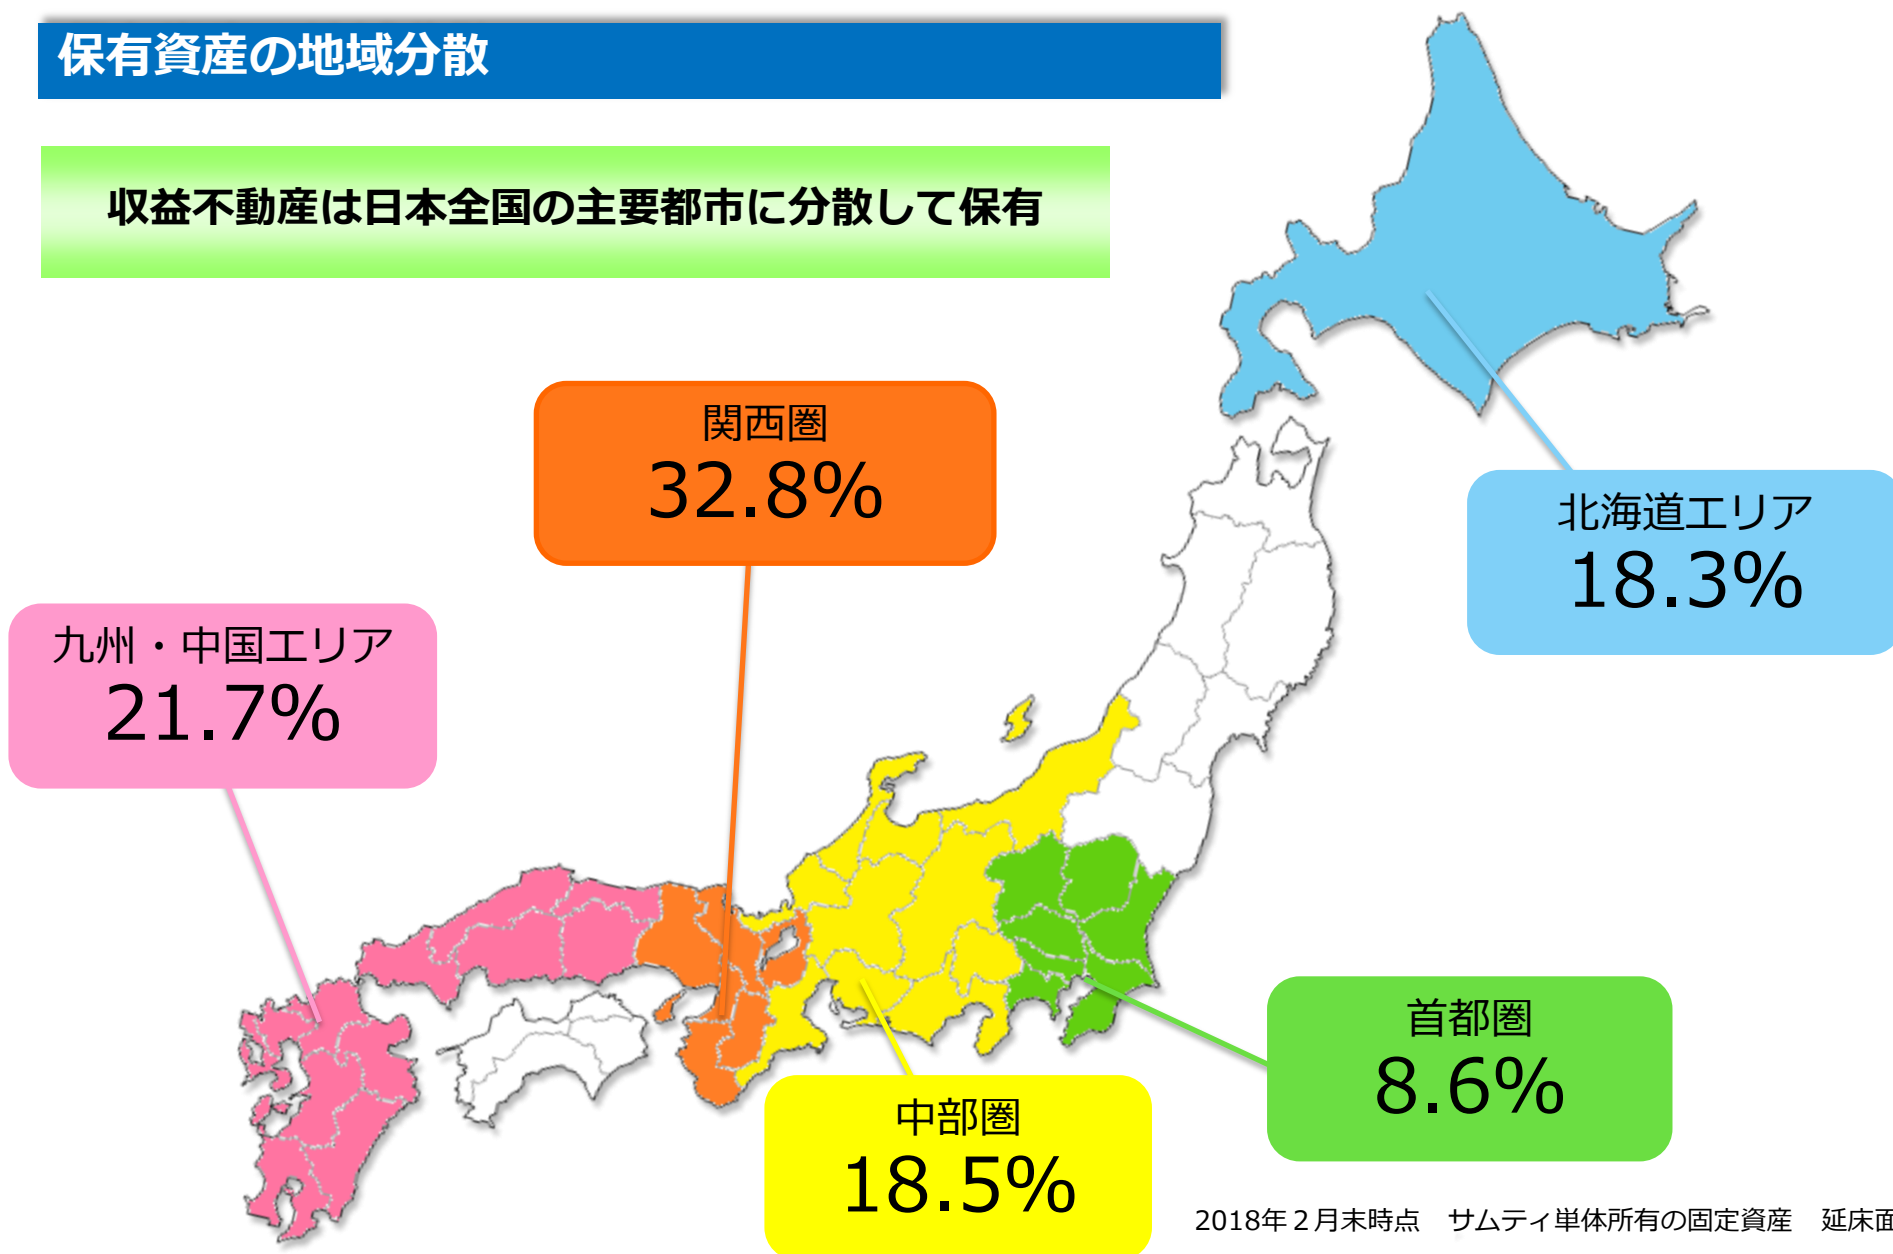 保有資産の地域分散
収益不動産は日本全国の主要都市に分散して保有
関西圏
32.8%
北海道エリア
18.3%
九州・中国エリア
21.7%
首都圏
8.6%
中部圏
18.5%
2018年２月末時点　サムティ単体所有の固定資産　延床面